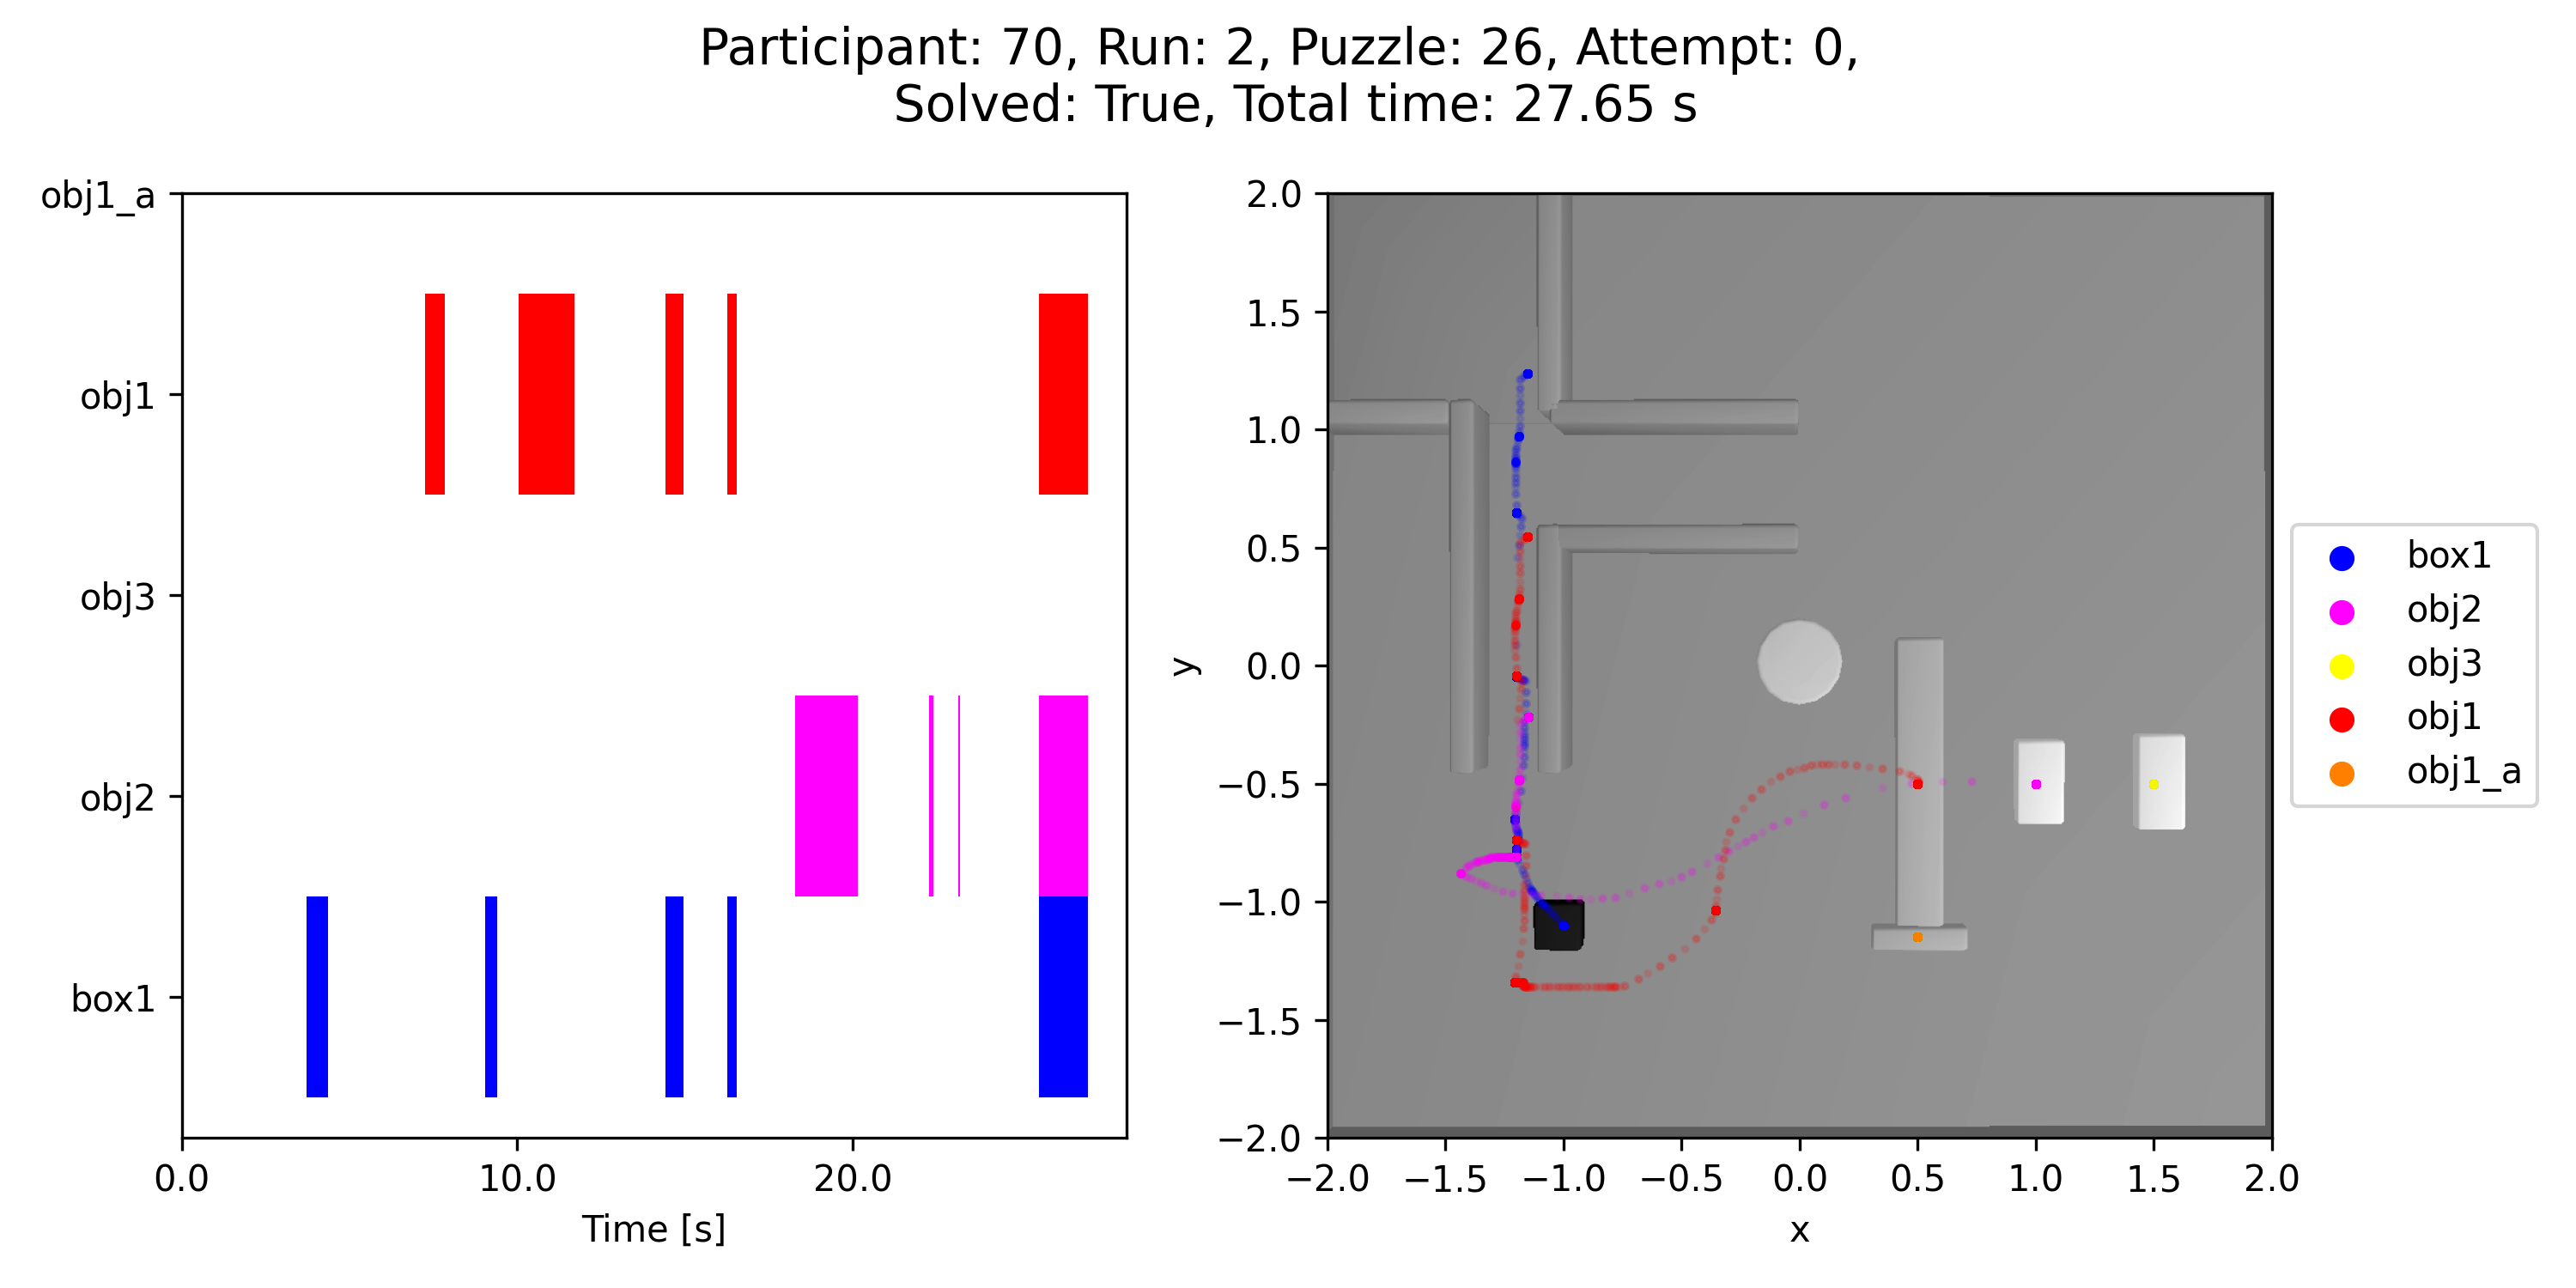 Participant: 70, Run: 2, Puzzle: 26, Attempt: 0,
Solved: True, Total time: 27.65 s
obj1_a
obj1
obj3
obj2
box1
0.0
10.0
20.0
Time [s]
2.0
1.5
1.0
0.5
0.0
−0.5
−1.0
−1.5
−2.0
y
−2.0
−1.5
−1.0
−0.5
0.0
0.5
1.0
1.5
2.0
x
box1
obj2
obj3
obj1
obj1_a